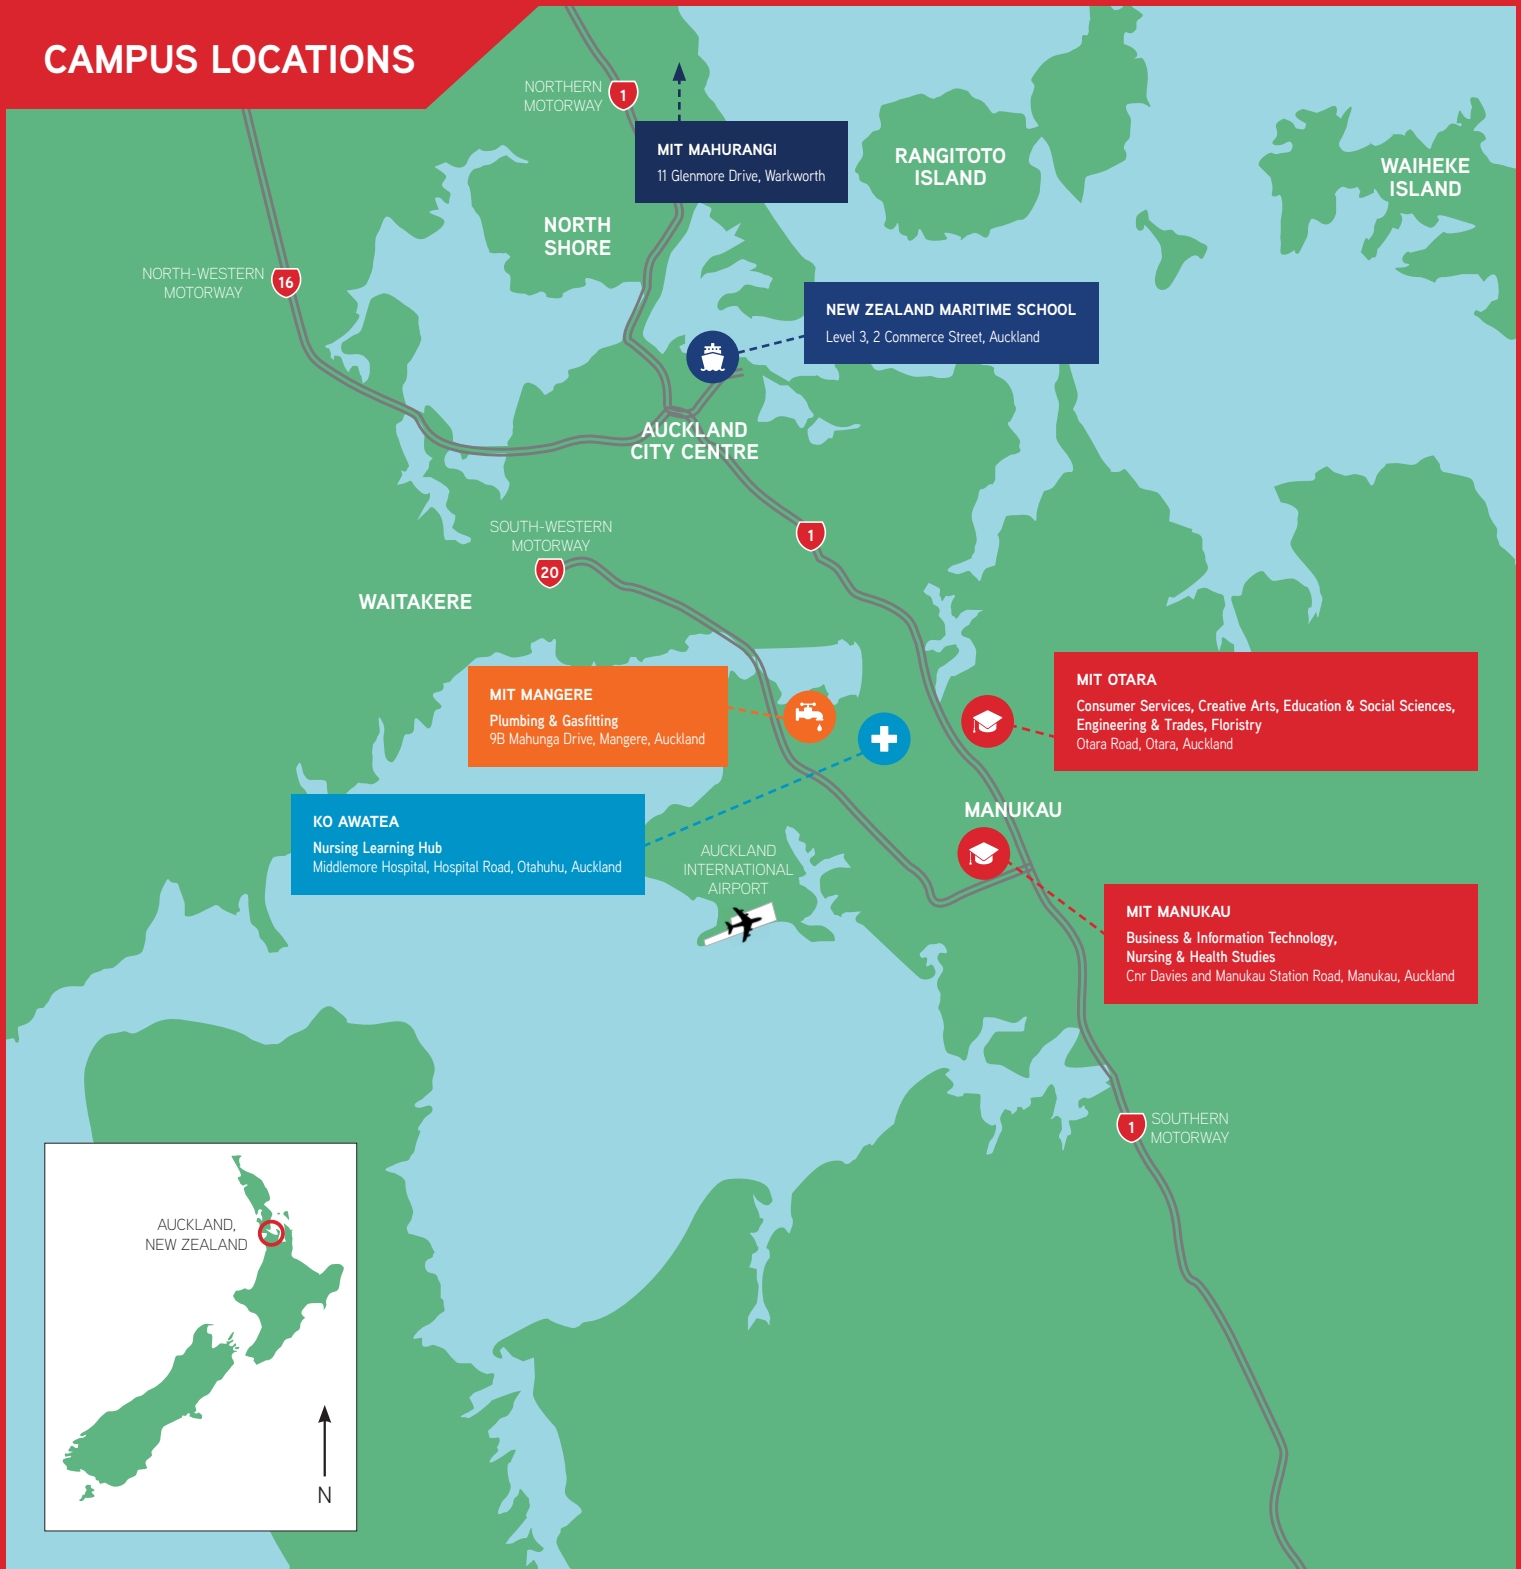 CAMPUS LOCATIONS
NORTHERN
MOTORWAY
1
MIT MAHURANGI
11 Glenmore Drive, Warkworth
RANGITOTO
ISLAND
WAIHEKE
ISLAND
NORTH
SHORE
NORTH-WESTERN
MOTORWAY
16
NEW ZEALAND MARITIME SCHOOL
Level 3, 2 Commerce Street, Auckland
AUCKLAND
CITY CENTRE
SOUTH-WESTERN
MOTORWAY
20
1
WAITAKERE
MIT MANGERE
Plumbing & Gasfitting
9B Mahunga Drive, Mangere, Auckland
MIT OTARA
Consumer Services, Creative Arts, Education & Social Sciences,
Engineering & Trades, Floristry
Otara Road, Otara, Auckland
KO AWATEA
Nursing Learning Hub
Middlemore Hospital, Hospital Road, Otahuhu, Auckland
MANUKAU
AUCKLAND
INTERNATIONAL
AIRPORT
MIT MANUKAU
Business & Information Technology,
Nursing & Health Studies
Cnr Davies and Manukau Station Road, Manukau, Auckland
1
SOUTHERN
MOTORWAY
AUCKLAND,
NEW ZEALAND
N